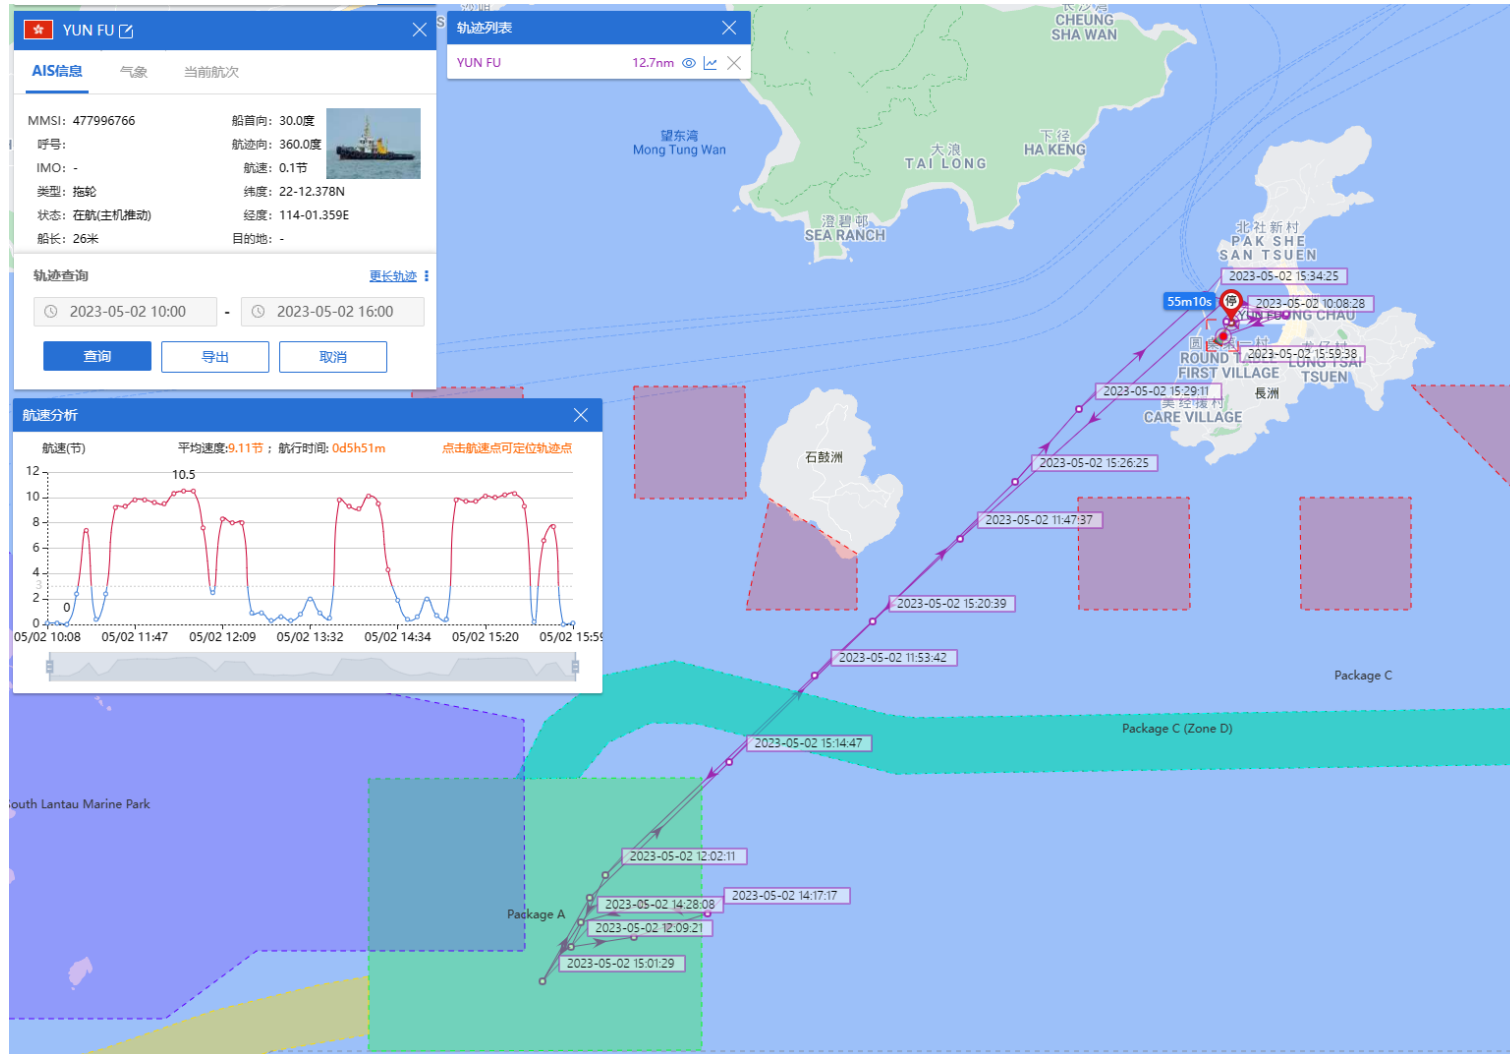 YUN FU
AIS信息
气象
当前航次
MMSI: 477996766
船首向: 30.0度
呼号:
航迹向: 360.0度
IMO: -
航速: 0.1节
类型: 拖轮
纬度: 22-12.378N
状态: 在航(主机推动)
经度: 114-01.359E
船长: 26米
目的地: -
轨迹查询
更长轨迹
2023-05-02 10:00
-
2023-05-02 16:00
查询
导出
取消
轨迹列表
YUN FU
12.7nm
航速分析
航速(节)
平均速度:9.11节 ; 航行时间: 0d5h51m
点击航速点可定位轨迹点
12
10
8
6
4
3
2
0
10.5
0
05/02 10:08
05/02 11:47
05/02 12:09
05/02 13:32
05/02 14:34
05/02 15:20
05/02 15:59
CHEUNG
SHA WAN
望东湾
Mong Tung Wan
大浪
TAI LONG
下径
HA KENG
澄碧邨
SEA RANCH
北社新村
PAK SHE
SAN TSUEN
2023-05-02 15:34:25
55m10s
停
2023-05-02 10:08:28
YUN FU
NG CHAU
2023-05-02 15:59:38
ROUND TABLE
FIRST VILLAGE
LUNG TSAI
TSUEN
2023-05-02 15:29:11
長洲
CARE VILLAGE
石鼓洲
2023-05-02 15:26:25
2023-05-02 11:47:37
2023-05-02 15:20:39
2023-05-02 11:53:42
Package C
Package C (Zone D)
2023-05-02 15:14:47
South Lantau Marine Park
2023-05-02 12:02:11
2023-05-02 14:17:17
2023-05-02 14:28:08
Package A
2023-05-02 12:09:21
2023-05-02 15:01:29